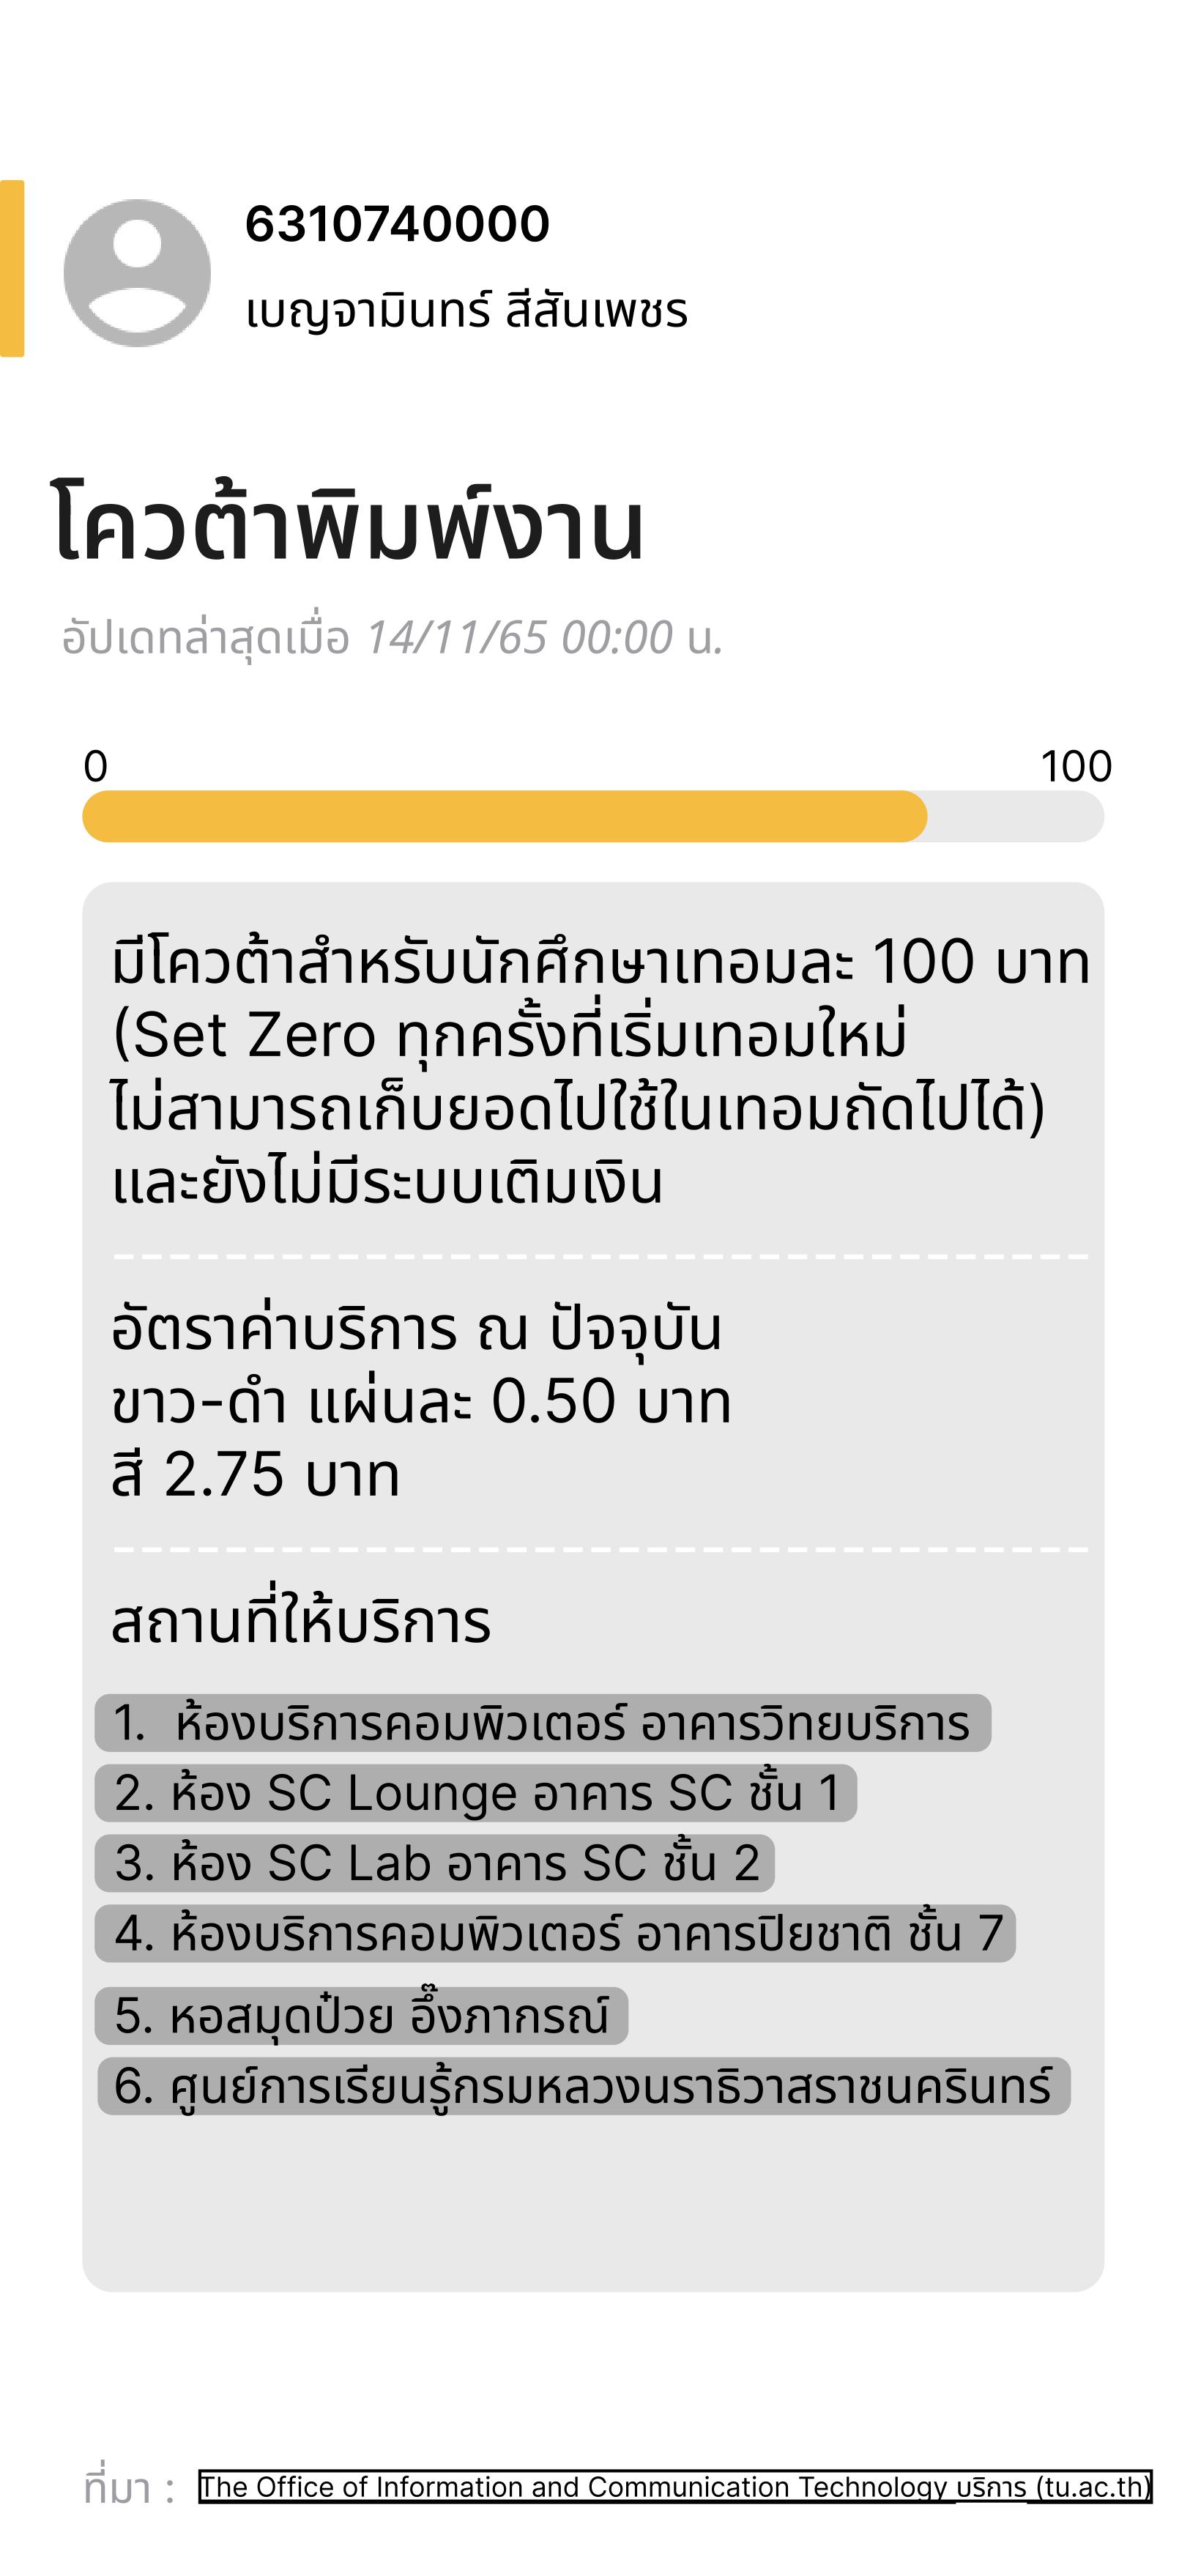 6310740000
เบญจามินทร์ สีสันเพชร
โควต้าพิมพ์งาน
อัปเดทล่าสุดเมื่อ 14/11/65 00:00 น.
0 100
มีโควต้าสำหรับนักศึกษาเทอมละ 100 บาท
(Set Zero ทุกครั้งที่เริ่มเทอมใหม่
ไม่สามารถเก็บยอดไปใช้ในเทอมถัดไปได้)
และยังไม่มีระบบเติมเงิน
อัตราค่าบริการ ณ ปัจจุบัน
ขาว-ดำ แผ่นละ 0.50 บาท
สี 2.75 บาท
สถานที่ให้บริการ
1. ห้องบริการคอมพิวเตอร์ อาคารวิทยบริการ
2. ห้อง SC Lounge อาคาร SC ชั้น 1
3. ห้อง SC Lab อาคาร SC ชั้น 2
4. ห้องบริการคอมพิวเตอร์ อาคารปิยชาติ ชั้น 7
5. หอสมุดป๋วย อึ๊งภากรณ์
6. ศูนย์การเรียนรู้กรมหลวงนราธิวาสราชนครินทร์
ที่มา : The Office of Information and Communication Technology บริการ (tu.ac.th)